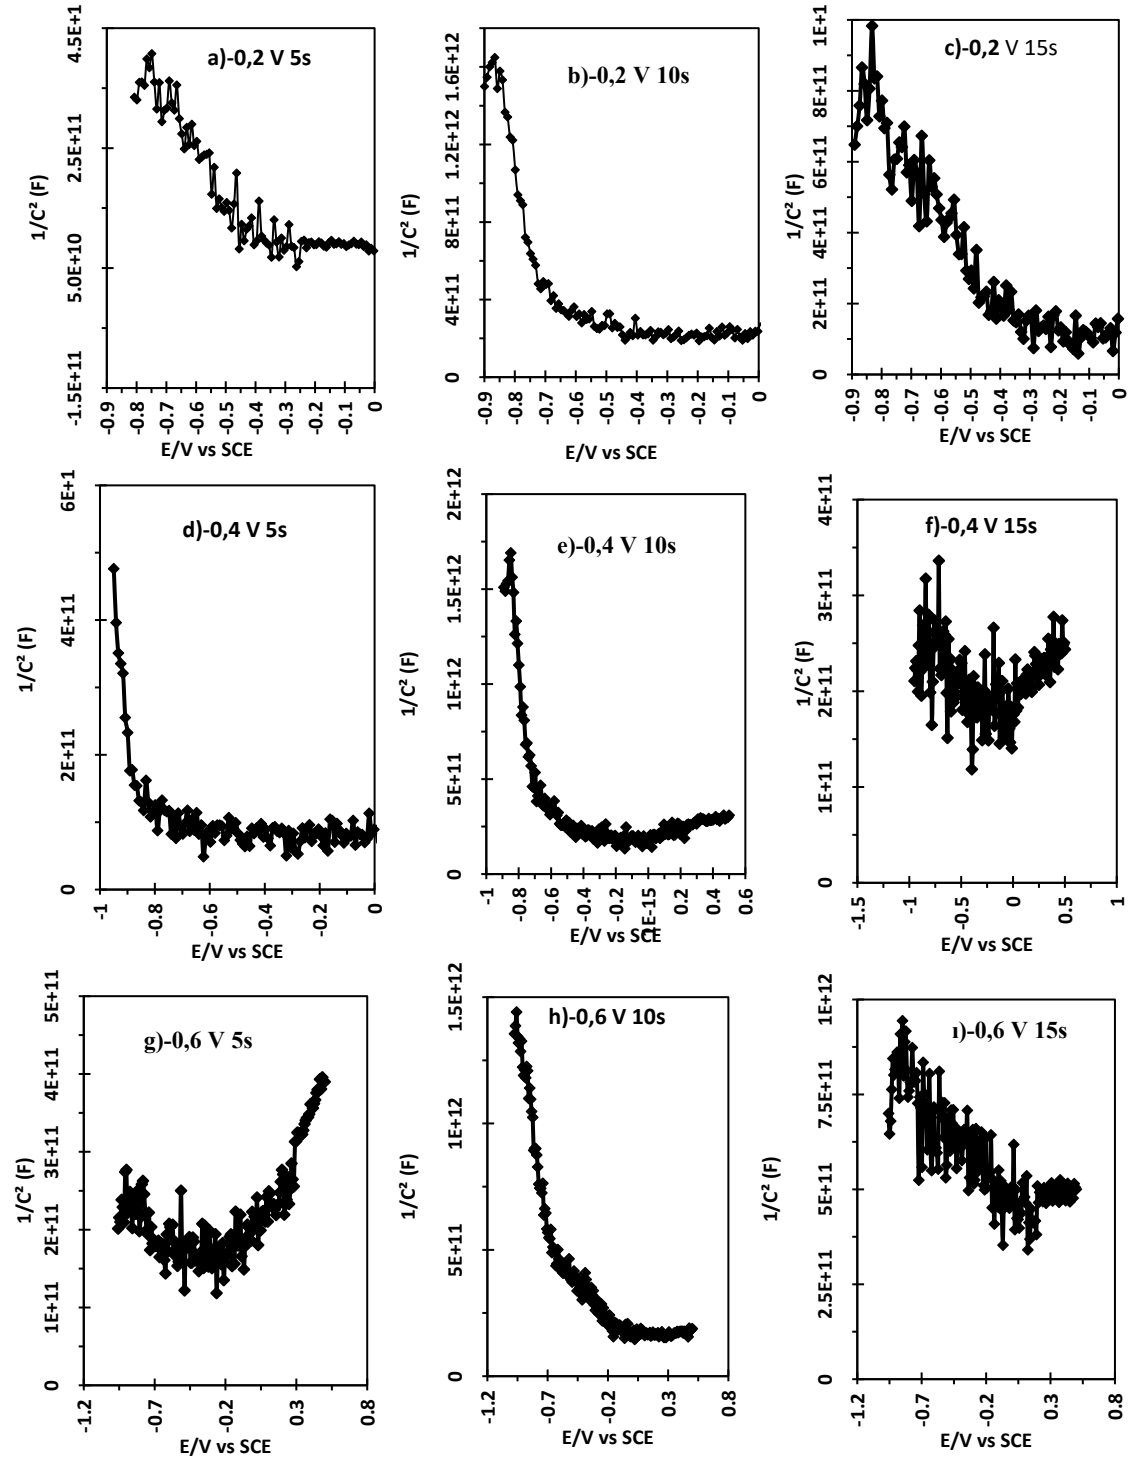 a)-0,2 V 5s
1/C² (F)
4.5E+1
2.5E+11
5.0E+10
-1.5E+11
-0.9
-0.8
-0.7
-0.6
-0.5
-0.4
-0.3
-0.2
-0.1
0
E/V vs SCE
b)-0,2 V 10s
1/C² (F)
1.6E+12
1.2E+12
8E+11
4E+11
0
-0.9
-0.8
-0.7
-0.6
-0.5
-0.4
-0.3
-0.2
-0.1
0
E/V vs SCE
c)-0,2 V 15s
1/C² (F)
1E+1
8E+11
6E+11
4E+11
2E+11
0
-0.9
-0.8
-0.7
-0.6
-0.5
-0.4
-0.3
-0.2
-0.1
0
E/V vs SCE
d)-0,4 V 5s
1/C² (F)
6E+1
4E+11
2E+11
0
-1
-0.8
-0.6
-0.4
-0.2
0
E/V vs SCE
e)-0,4 V 10s
1/C² (F)
2E+12
1.5E+12
1E+12
5E+11
0
-1
-0.8
-0.6
-0.4
-0.2
1E-15
0.2
0.4
0.6
E/V vs SCE
f)-0,4 V 15s
1/C² (F)
4E+11
3E+11
2E+11
1E+11
0
-1.5
-1
-0.5
0
0.5
1
E/V vs SCE
g)-0,6 V 5s
1/C² (F)
5E+11
4E+11
3E+11
2E+11
1E+11
0
-1.2
-0.7
-0.2
0.3
0.8
E/V vs SCE
h)-0,6 V 10s
1/C² (F)
1.5E+12
1E+12
5E+11
0
-1.2
-0.7
-0.2
0.3
0.8
E/V vs SCE
ı)-0,6 V 15s
1/C² (F)
1E+12
7.5E+11
5E+11
2.5E+11
0
-1.2
-0.7
-0.2
0.3
0.8
E/V vs SCE